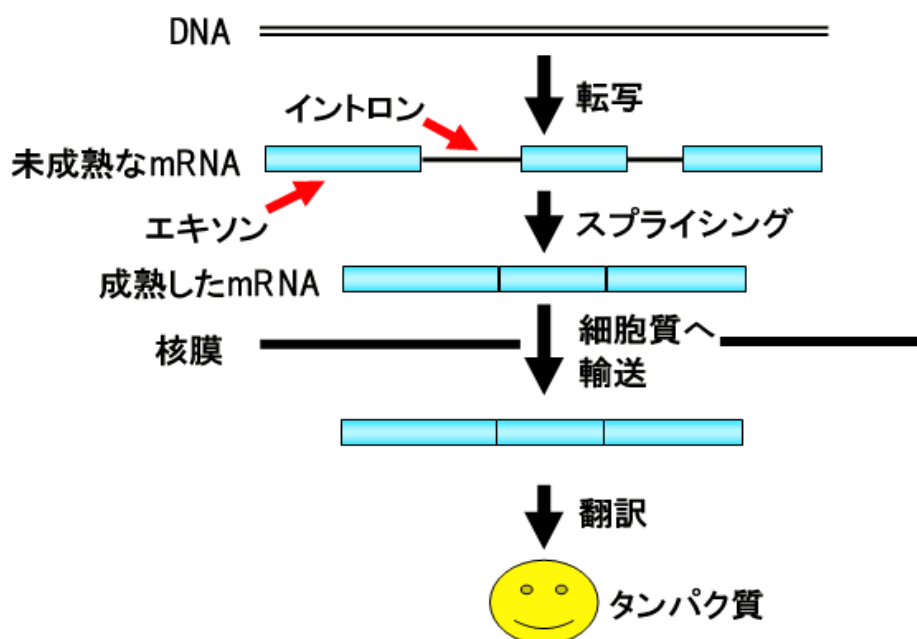 DNA
転写
イントロン
未成熟なmRNA
エキソン
スプライシング
成熟したmRNA
核膜
細胞質へ
輸送
翻訳
タンパク質